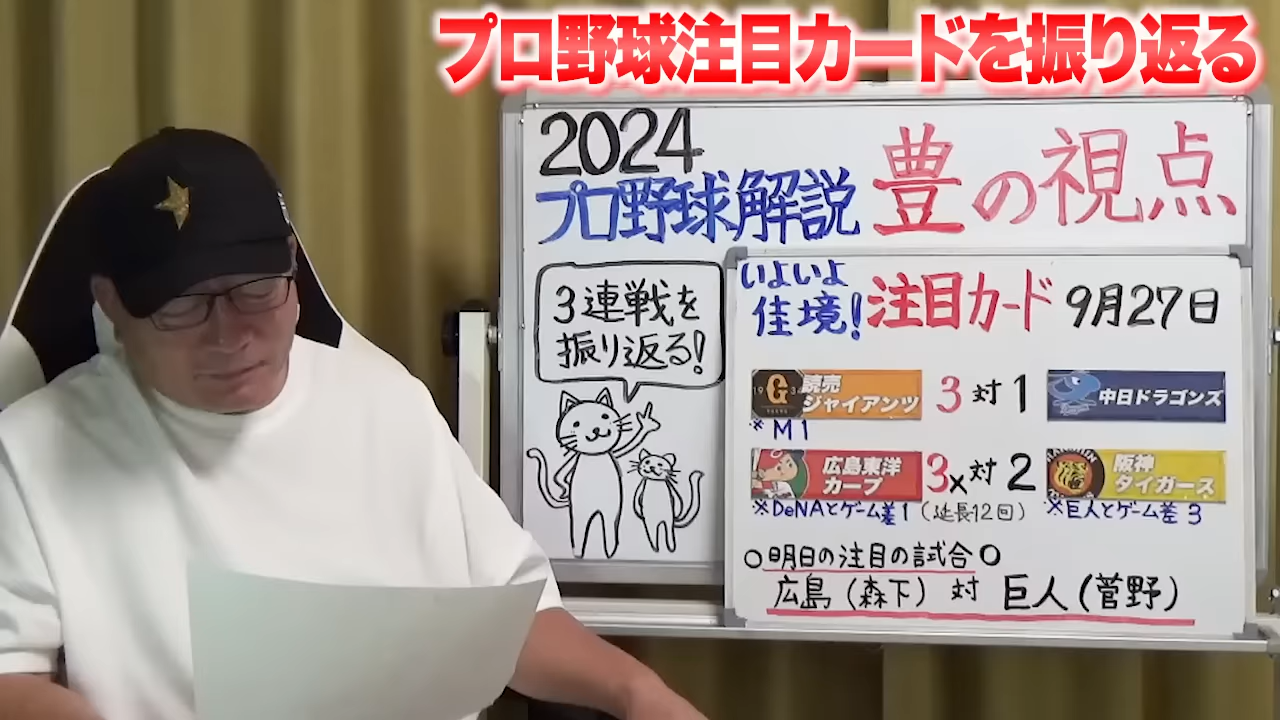 プロ野球注目カードを振り返る
2024
プロ野球解説 豊の視点
3連戦を
振り返る!
いよいよ
佳境! 注目カード 9月27日
読売
ジャイアンツ 3 対 1 中日ドラゴンズ
※M1
広島東洋
カープ 3x 対 2 阪神
タイガース
※DeNAとゲーム差1 (延長12回) ※巨人とゲーム差3
○明日の注目の試合○
広島(森下) 対 巨人(菅野)